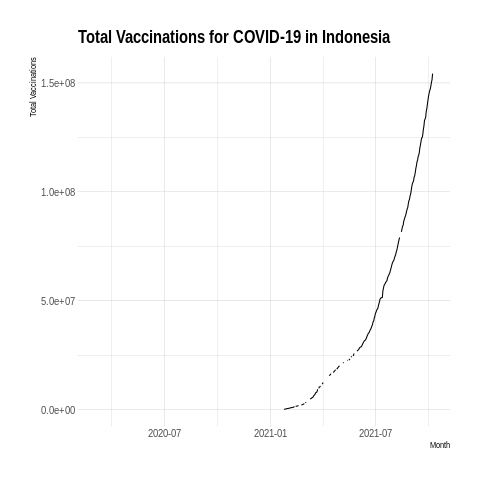 Total Vaccinations for COVID-19 in Indonesia
Total Vaccinations
1.5e+08
1.0e+08
5.0e+07
0.0e+00
2020-07
2021-01
2021-07
Month